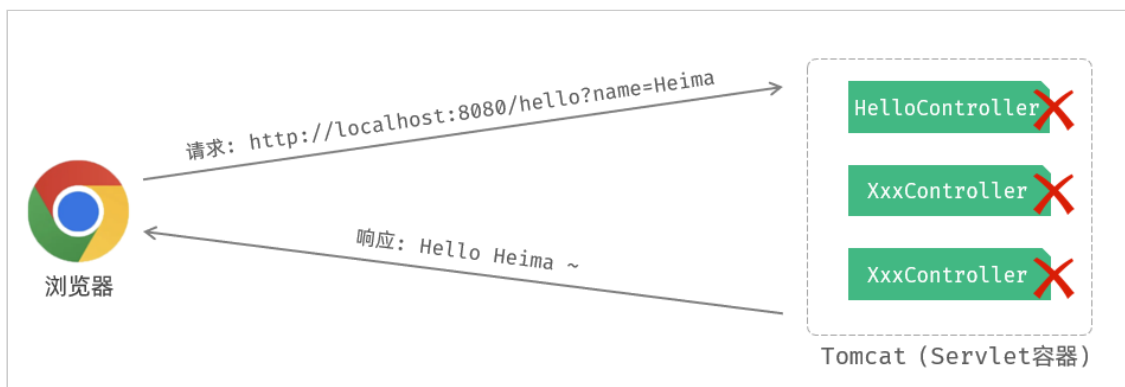 请求: http://localhost:8080/hello?name=Heima
HelloController
XxxController
响应: Hello Heima ~
XxxController
浏览器
Tomcat (Servlet容器)